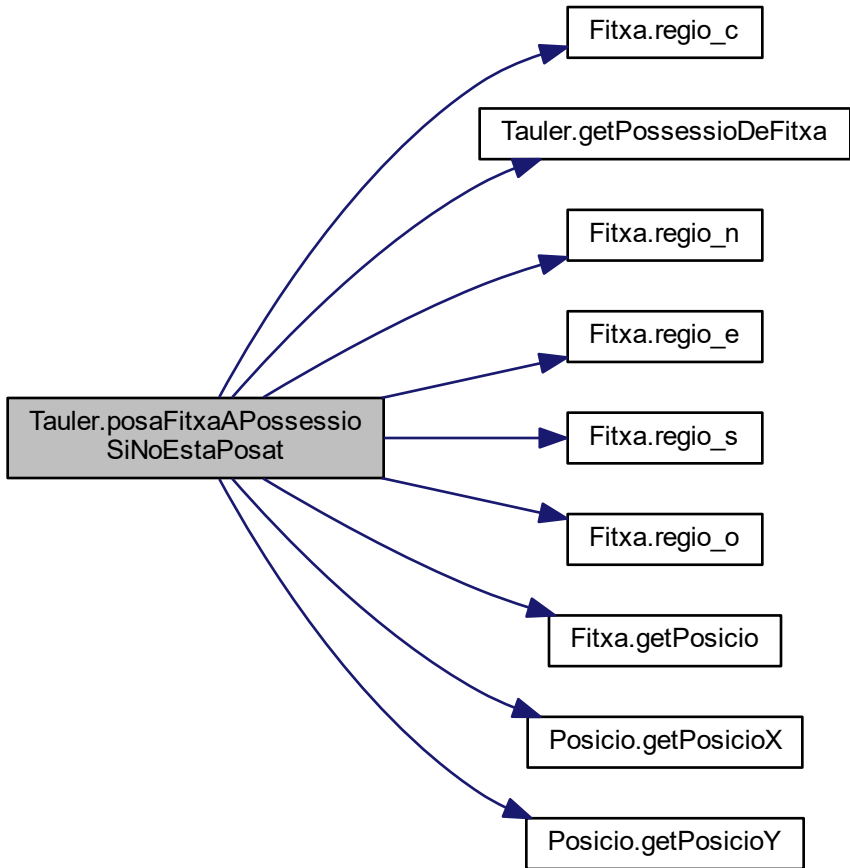 Fitxa.regio_c
Tauler.getPossessioDeFitxa
Fitxa.regio_n
Fitxa.regio_e
Tauler.posaFitxaAPossessio
SiNoEstaPosat
Fitxa.regio_s
Fitxa.regio_o
Fitxa.getPosicio
Posicio.getPosicioX
Posicio.getPosicioY